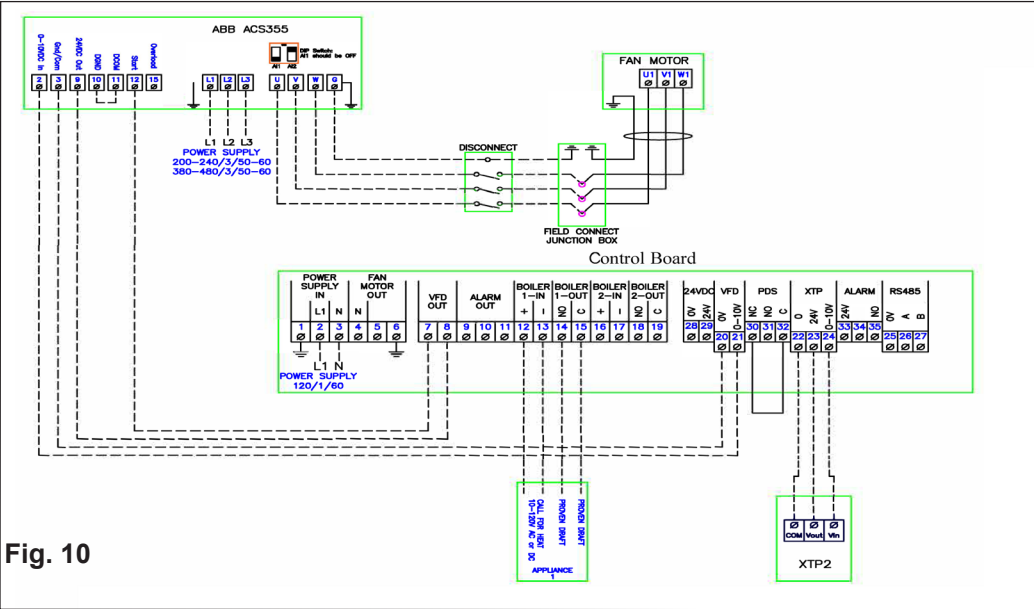 ABB ACS355
0-10VDC In
Gnd/Com
24VDC Out
DGND
DCOM
Start
Overload
2 3 9 10 11 12 15
DIP Switch:
AI1 should be OFF
AI1 AI2
L1 L2 L3
U V W G
L1 L2 L3
POWER SUPPLY
200-240/3/50-60
380-480/3/50-60
FAN MOTOR
U1 V1 W1
DISCONNECT
FIELD CONNECT
JUNCTION BOX
Control Board
POWER
SUPPLY
IN
L1 N
FAN
MOTOR
OUT
N
VFD
OUT
ALARM
OUT
BOILER
1-IN
+ -
BOILER
1-OUT
NO C
BOILER
2-IN
+ -
BOILER
2-OUT
NO C
24VDC
0V 24V
VFD
0V 0-10V
PDS
NC NO C
XTP
0 24V 0-10V
ALARM
24V NO
RS485
0V A B
1 2 3 4 5 6 7 8 9 10 11 12 13 14 15 16 17 18 19
28 29 20 21 30 31 32 22 23 24 33 34 35 25 26 27
L1 N
POWER SUPPLY
120/1/60
10-120V AC or DC
CALL FOR HEAT
PROVEN DRAFT
PROVEN DRAFT
APPLIANCE
1
COM Vout Vin
XTP2
Fig. 10